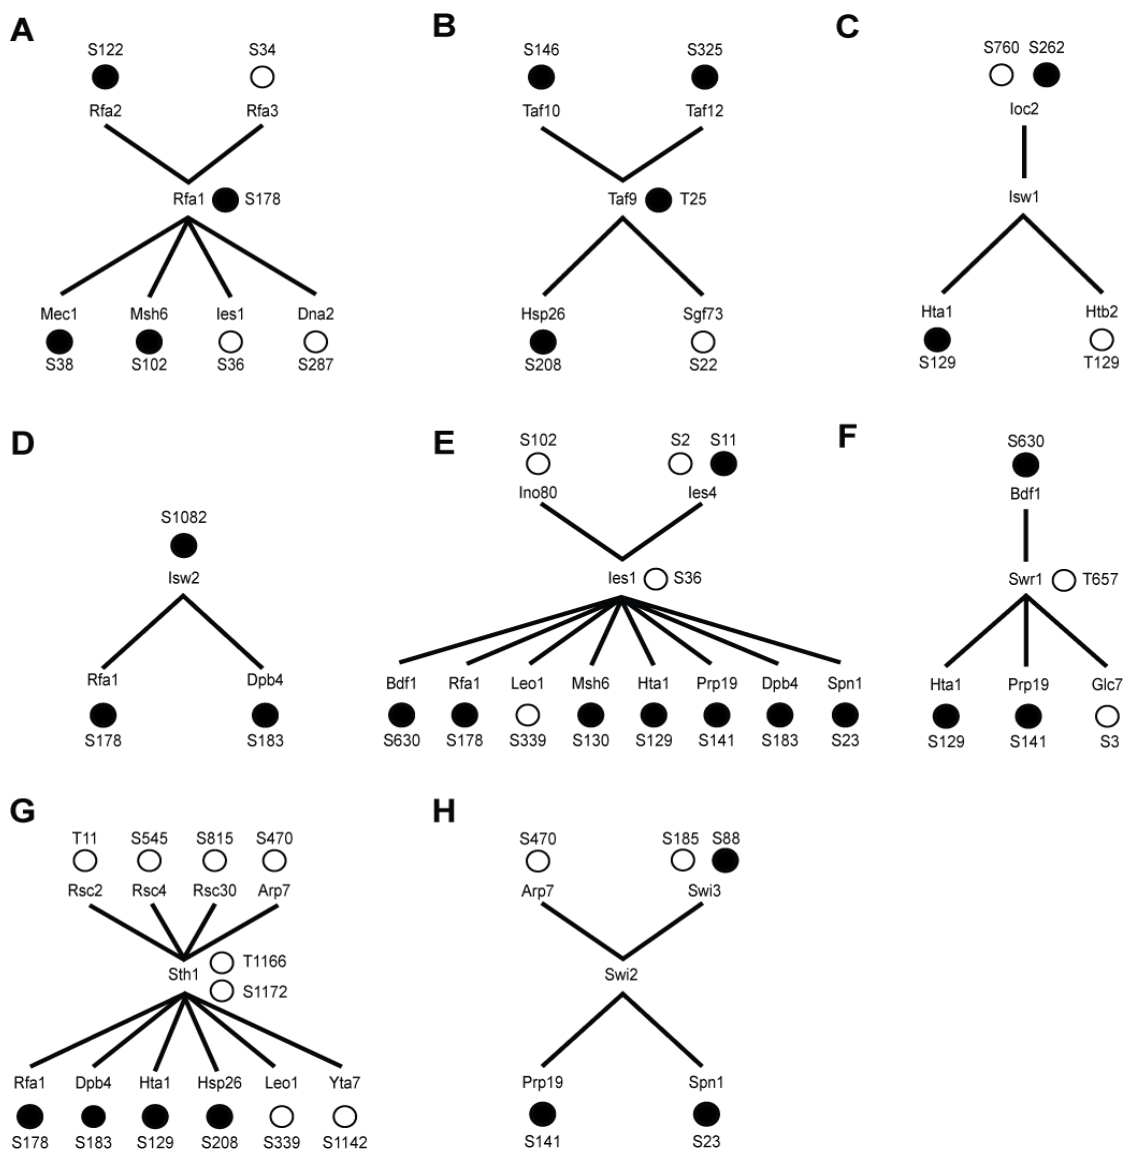 A
S122 S34
Rfa2 Rfa3
Rfa1 S178
Mec1 Msh6 Ies1 Dna2
S38 S102 S36 S287
B
S146 S325
Taf10 Taf12
Taf9 T25
Hsp26 Sgf73
S208 S22
C
S760 S262
Ioc2
Isw1
Hta1 Htb2
S129 T129
D
S1082
Isw2
Rfa1 Dpb4
S178 S183
E
S102 S2 S11
Ino80 Ies4
Ies1 S36
Bdf1 Rfa1 Leo1 Msh6 Hta1 Prp19 Dpb4 Spn1
S630 S178 S339 S130 S129 S141 S183 S23
F
S630
Bdf1
Swr1 T657
Hta1 Prp19 Glc7
S129 S141 S3
G
T11 S545 S815 S470
Rsc2 Rsc4 Rsc30 Arp7
Sth1 T1166
S1172
Rfa1 Dpb4 Hta1 Hsp26 Leo1 Yta7
S178 S183 S129 S208 S339 S1142
H
S470 S185 S88
Arp7 Swi3
Swi2
Prp19 Spn1
S141 S23